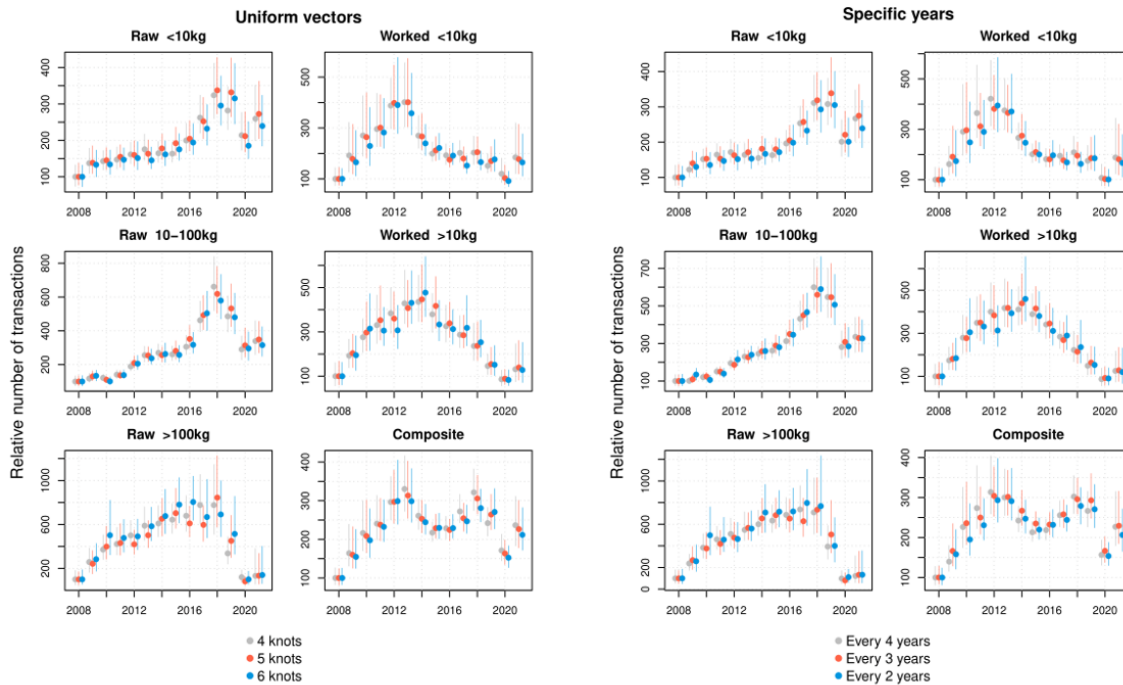 Uniform vectors
Raw <10kg
Worked <10kg
100 200 300 400
2008 2012 2016 2020
100 300 500
2008 2012 2016 2020
Raw 10−100kg
Worked >10kg
200 400 600 800
2008 2012 2016 2020
100 300 500
2008 2012 2016 2020
Raw >100kg
Composite
200 600 1000
2008 2012 2016 2020
100 200 300 400
2008 2012 2016 2020
Relative number of transactions
4 knots
5 knots
6 knots
Specific years
Raw <10kg
Worked <10kg
100 200 300 400
2008 2012 2016 2020
100 300 500
2008 2012 2016 2020
Raw 10−100kg
Worked >10kg
100 300 500 700
2008 2012 2016 2020
100 300 500
2008 2012 2016 2020
Raw >100kg
Composite
0 200 600 1000
2008 2012 2016 2020
100 200 300 400
2008 2012 2016 2020
Relative number of transactions
Every 4 years
Every 3 years
Every 2 years